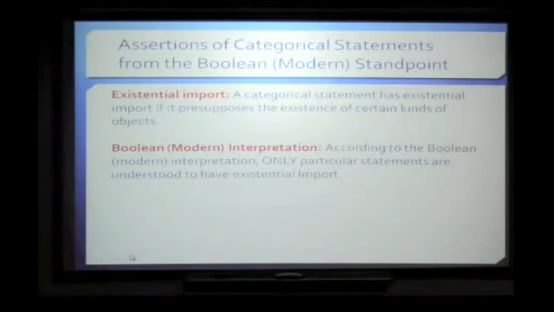 Assertions of Categorical Statements
from the Boolean (Modern) Standpoint
Existential import: A categorical statement has existential
import if it presupposes the existence of certain kinds of
objects.
Boolean (Modern) Interpretation: According to the Boolean
(modern) interpretation, ONLY particular statements are
understood to have existential Import.